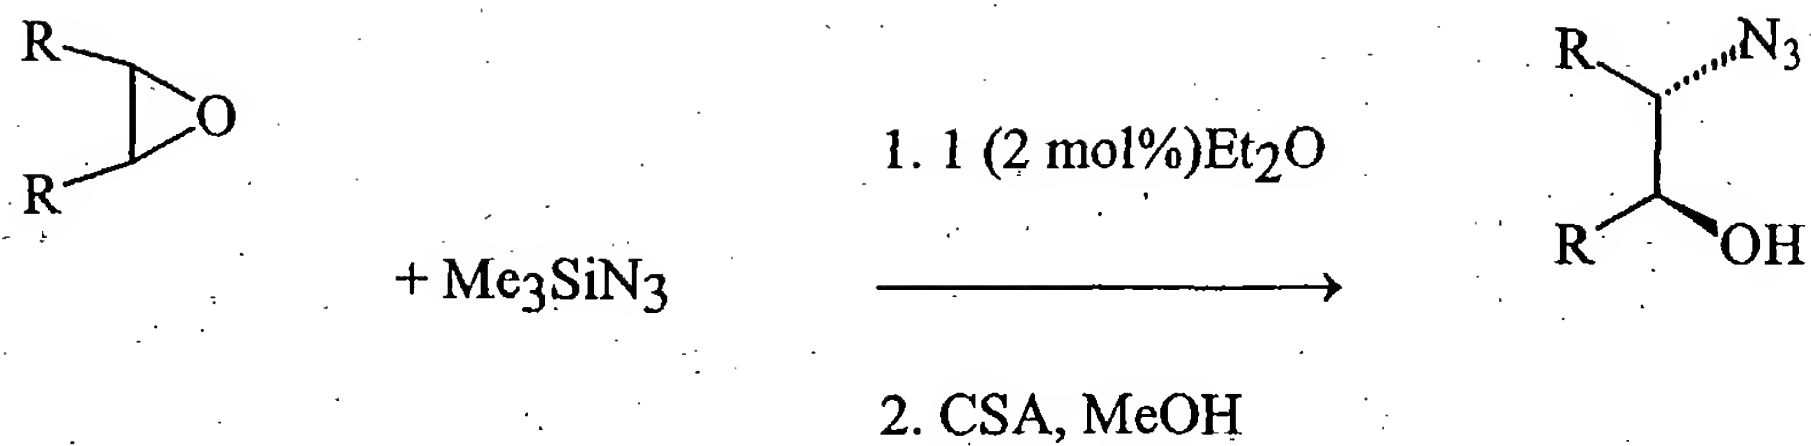 R
O
R
+ Me3SiN3
1. 1 (2 mol%)Et2O
2. CSA, MeOH
R
N3
R
OH